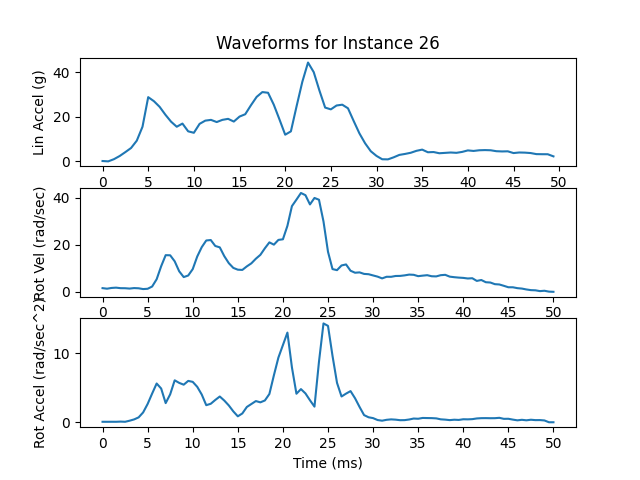 Waveforms for Instance 26
Lin Accel (g)
40
20
0
0 5 10 15 20 25 30 35 40 45 50
Rot Vel (rad/sec)
40
20
0
0 5 10 15 20 25 30 35 40 45 50
Rot Accel (rad/sec^2)
10
0
0 5 10 15 20 25 30 35 40 45 50
Time (ms)